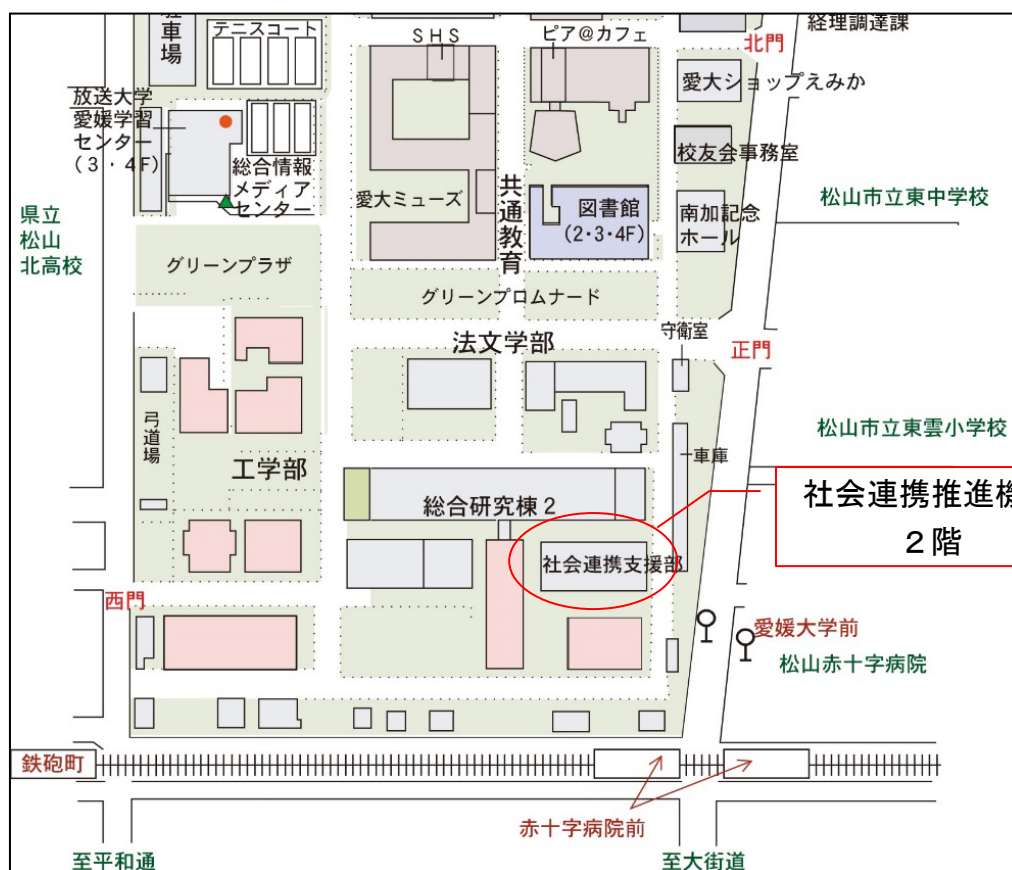 経理調達課
駐車場
テニスコート
SHS
ピア@カフェ
北門
愛大ショップえみか
放送大学
愛媛学習
センター
(3・4F)
総合情報
メディア
センター
愛大ミューズ
共通教育
図書館
(2・3・4F)
校友会事務室
南加記念
ホール
松山市立東中学校
県立
松山
北高校
グリーンプラザ
グリーンプロムナード
守衛室
法文学部
正門
弓道場
工学部
車庫
松山市立東雲小学校
総合研究棟2
社会連携推進機
2階
社会連携支援部
西門
愛媛大学前
松山赤十字病院
鉄砲町
赤十字病院前
至平和通
至大街道